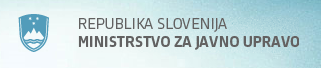 REPUBLIKA SLOVENIJA
MINISTRSTVO ZA JAVNO UPRAVO